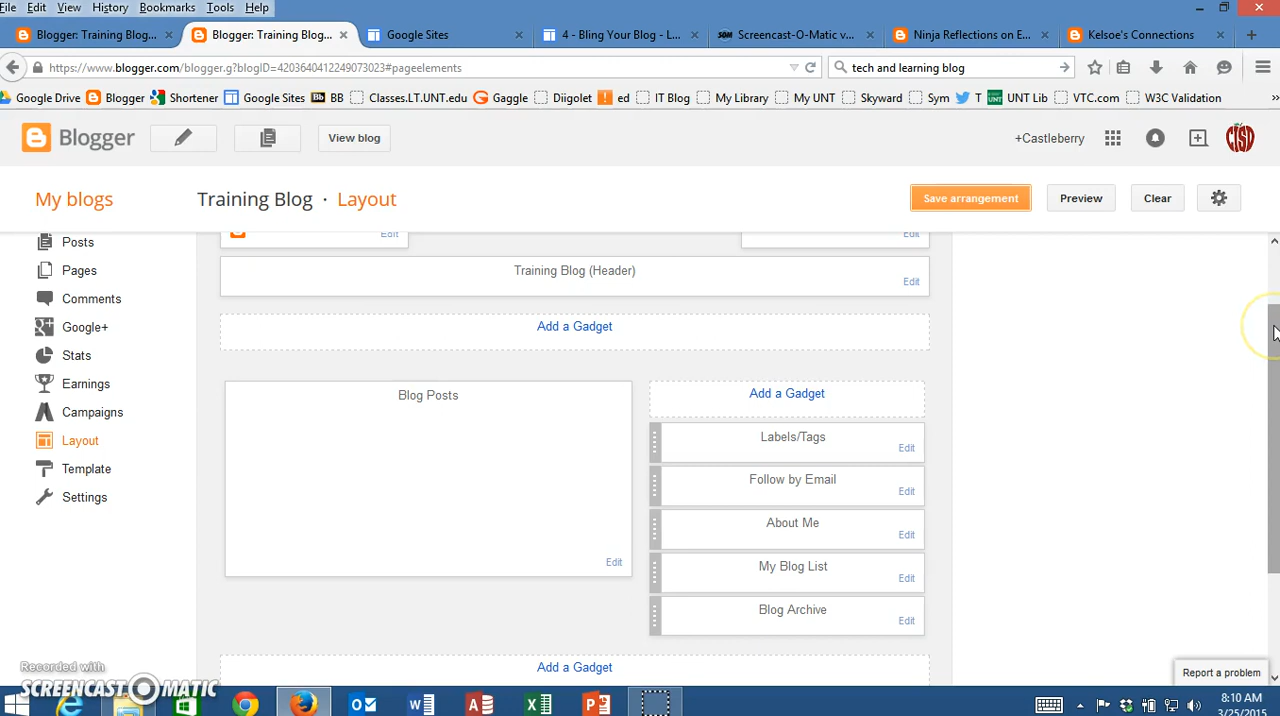 File Edit View History Bookmarks Tools Help
Blogger: Training Blog... × Blogger: Training Blog... × Google Sites × 4 - Bling Your Blog - L... × Screencast-O-Matic v... × Ninja Reflections on E... × Kelsoe's Connections × +
https://www.blogger.com/blogger.g?blogID=4203640412249073023#pageelements tech and learning blog
Google Drive Blogger Shortener Google Sites BB Classes.LT.UNT.edu Gaggle Diigolet ed IT Blog My Library My UNT Skyward Sym T UNT Lib VTC.com W3C Validation »
Blogger View blog +Castleberry CISD
My blogs Training Blog · Layout Save arrangement Preview Clear
Posts
Edit Edit
Pages
Training Blog (Header)
Edit
Comments
Google+
Add a Gadget
Stats
Earnings
Campaigns
Layout
Template
Settings
Blog Posts
Edit
Add a Gadget
Labels/Tags
Edit
Follow by Email
Edit
About Me
Edit
My Blog List
Edit
Blog Archive
Edit
Add a Gadget
Report a problem
Recorded with
SCREENCAST-O-MATIC
8:10 AM
3/25/2015